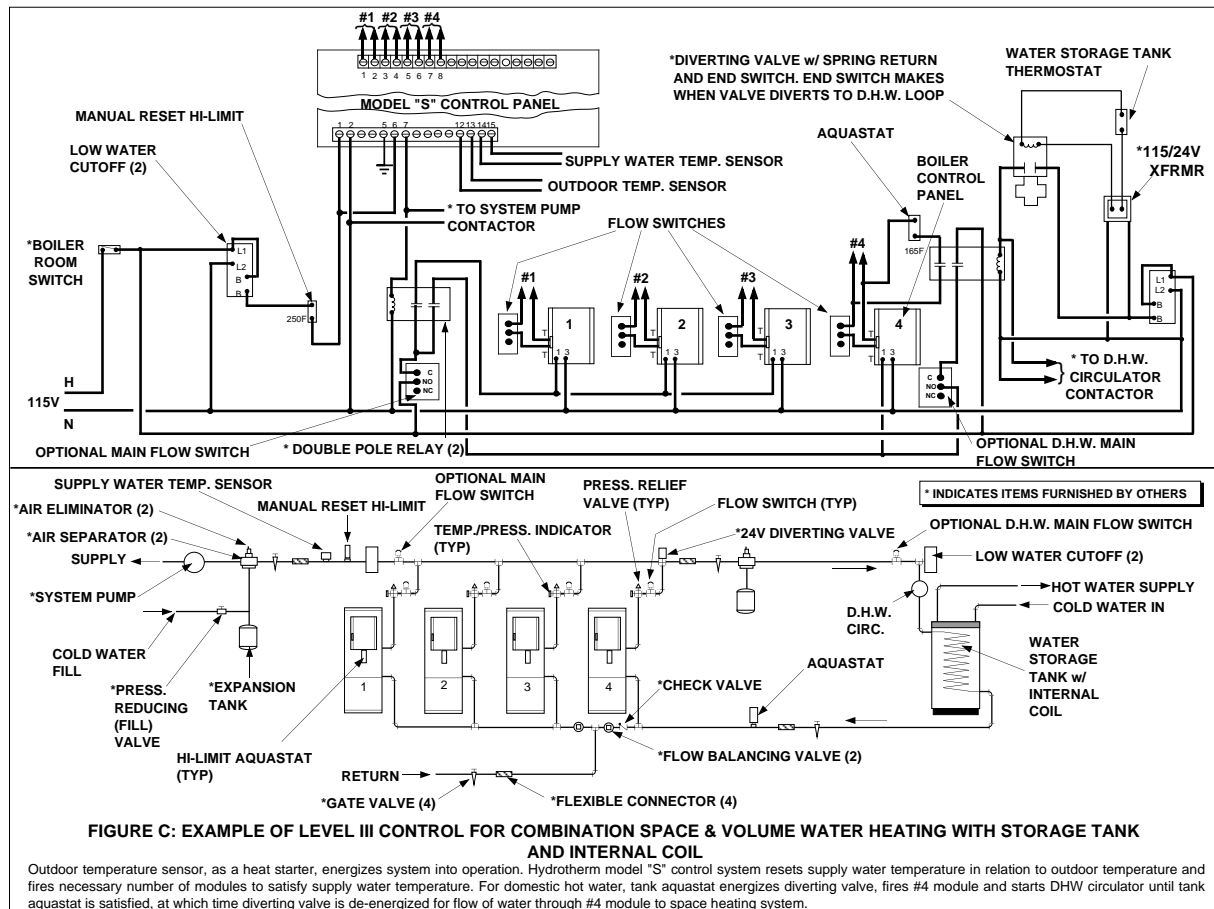 #1 #2 #3 #4
1 2 3 4 5 6 7 8
MODEL "S" CONTROL PANEL
1 2 5 6 7 12 13 14 15
MANUAL RESET HI-LIMIT
LOW WATER
CUTOFF (2)
*BOILER
ROOM
SWITCH
L1
L2
B
B
250F
SUPPLY WATER TEMP. SENSOR
OUTDOOR TEMP. SENSOR
* TO SYSTEM PUMP
CONTACTOR
*DIVERTING VALVE w/ SPRING RETURN
AND END SWITCH. END SWITCH MAKES
WHEN VALVE DIVERTS TO D.H.W. LOOP
WATER STORAGE TANK
THERMOSTAT
AQUASTAT
BOILER
CONTROL
PANEL
*115/24V
XFRMR
FLOW SWITCHES
#1
#2
#3
#4
165F
1
2
3
4
T
T
1 3
T
T
1 3
T
T
1 3
T
T
1 3
L1
L2
B
B
C
NO
NC
C
NO
NC
H
115V
N
* TO D.H.W.
CIRCULATOR
CONTACTOR
OPTIONAL MAIN FLOW SWITCH
* DOUBLE POLE RELAY (2)
OPTIONAL D.H.W. MAIN
FLOW SWITCH
SUPPLY WATER TEMP. SENSOR
*AIR ELIMINATOR (2)
*AIR SEPARATOR (2)
SUPPLY
*SYSTEM PUMP
MANUAL RESET HI-LIMIT
OPTIONAL MAIN
FLOW SWITCH
TEMP./PRESS. INDICATOR
(TYP)
PRESS. RELIEF
VALVE (TYP)
FLOW SWITCH (TYP)
*24V DIVERTING VALVE
* INDICATES ITEMS FURNISHED BY OTHERS
OPTIONAL D.H.W. MAIN FLOW SWITCH
LOW WATER CUTOFF (2)
HOT WATER SUPPLY
COLD WATER IN
D.H.W.
CIRC.
WATER
STORAGE
TANK w/
INTERNAL
COIL
COLD WATER
FILL
*PRESS.
REDUCING
(FILL)
VALVE
*EXPANSION
TANK
1
2
3
4
HI-LIMIT AQUASTAT
(TYP)
AQUASTAT
*CHECK VALVE
*FLOW BALANCING VALVE (2)
RETURN
*GATE VALVE (4)
*FLEXIBLE CONNECTOR (4)
FIGURE C: EXAMPLE OF LEVEL III CONTROL FOR COMBINATION SPACE & VOLUME WATER HEATING WITH STORAGE TANK
AND INTERNAL COIL
Outdoor temperature sensor, as a heat starter, energizes system into operation. Hydrotherm model "S" control system resets supply water temperature in relation to outdoor temperature and
fires necessary number of modules to satisfy supply water temperature. For domestic hot water, tank aquastat energizes diverting valve, fires #4 module and starts DHW circulator until tank
aquastat is satisfied, at which time diverting valve is de-energized for flow of water through #4 module to space heating system.